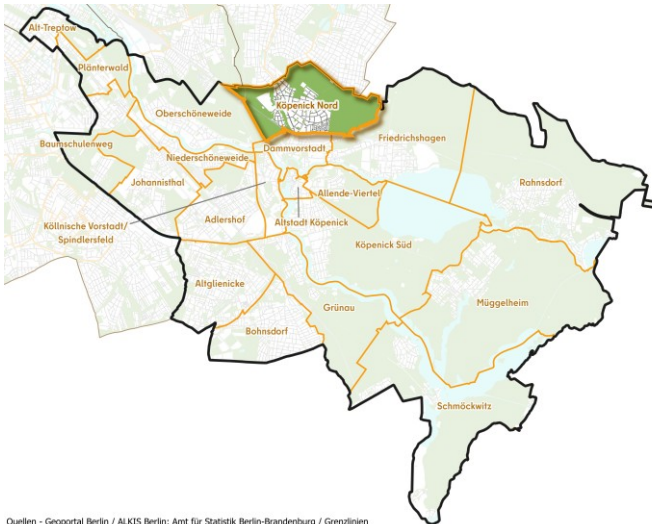 Alt-Treptow
Plänterwald
Köpenick Nord
Oberschöneweide
Baumschulenweg
Dammvorstadt
Friedrichshagen
Niederschöneweide
Johannisthal
Rahnsdorf
Allende-Viertel
Adlershof
Altstadt Köpenick
Köllnische Vorstadt/
Spindlersfeld
Köpenick Süd
Altglienicke
Grünau
Müggelheim
Bohnsdorf
Schmöckwitz
Quellen - Geoportal Berlin / ALKIS Berlin; Amt für Statistik Berlin-Brandenburg / Grenzlinien